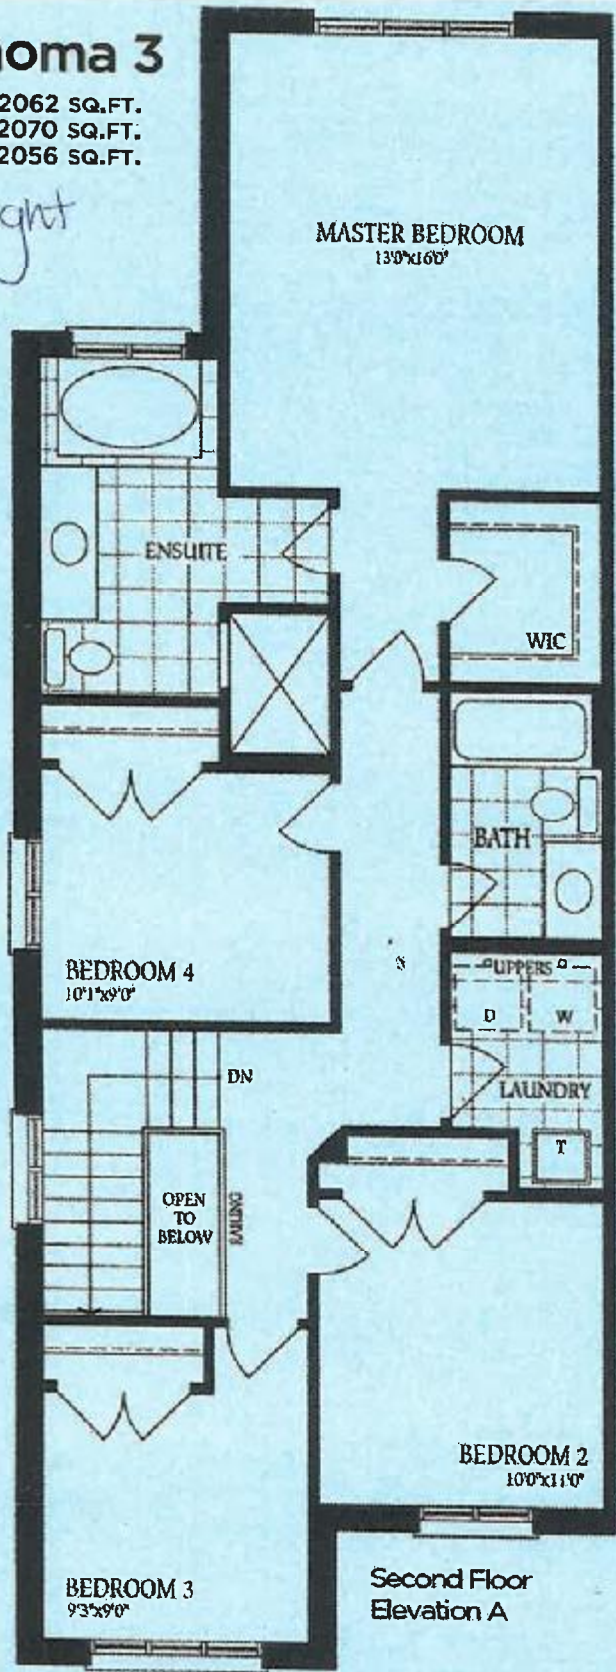 oma 3
2062 SQ.FT.
2070 SQ.FT.
2056 SQ.FT.
ght
MASTER BEDROOM
13'0"x16'0"
ENSUITE
WIC
BATH
BEDROOM 4
10'1"x9'0"
UPPERS
D W
DN
LAUNDRY
T
OPEN
TO
BELOW
RAILING
BEDROOM 2
10'0"x11'0"
BEDROOM 3
9'3"x9'0"
Second Floor
Elevation A